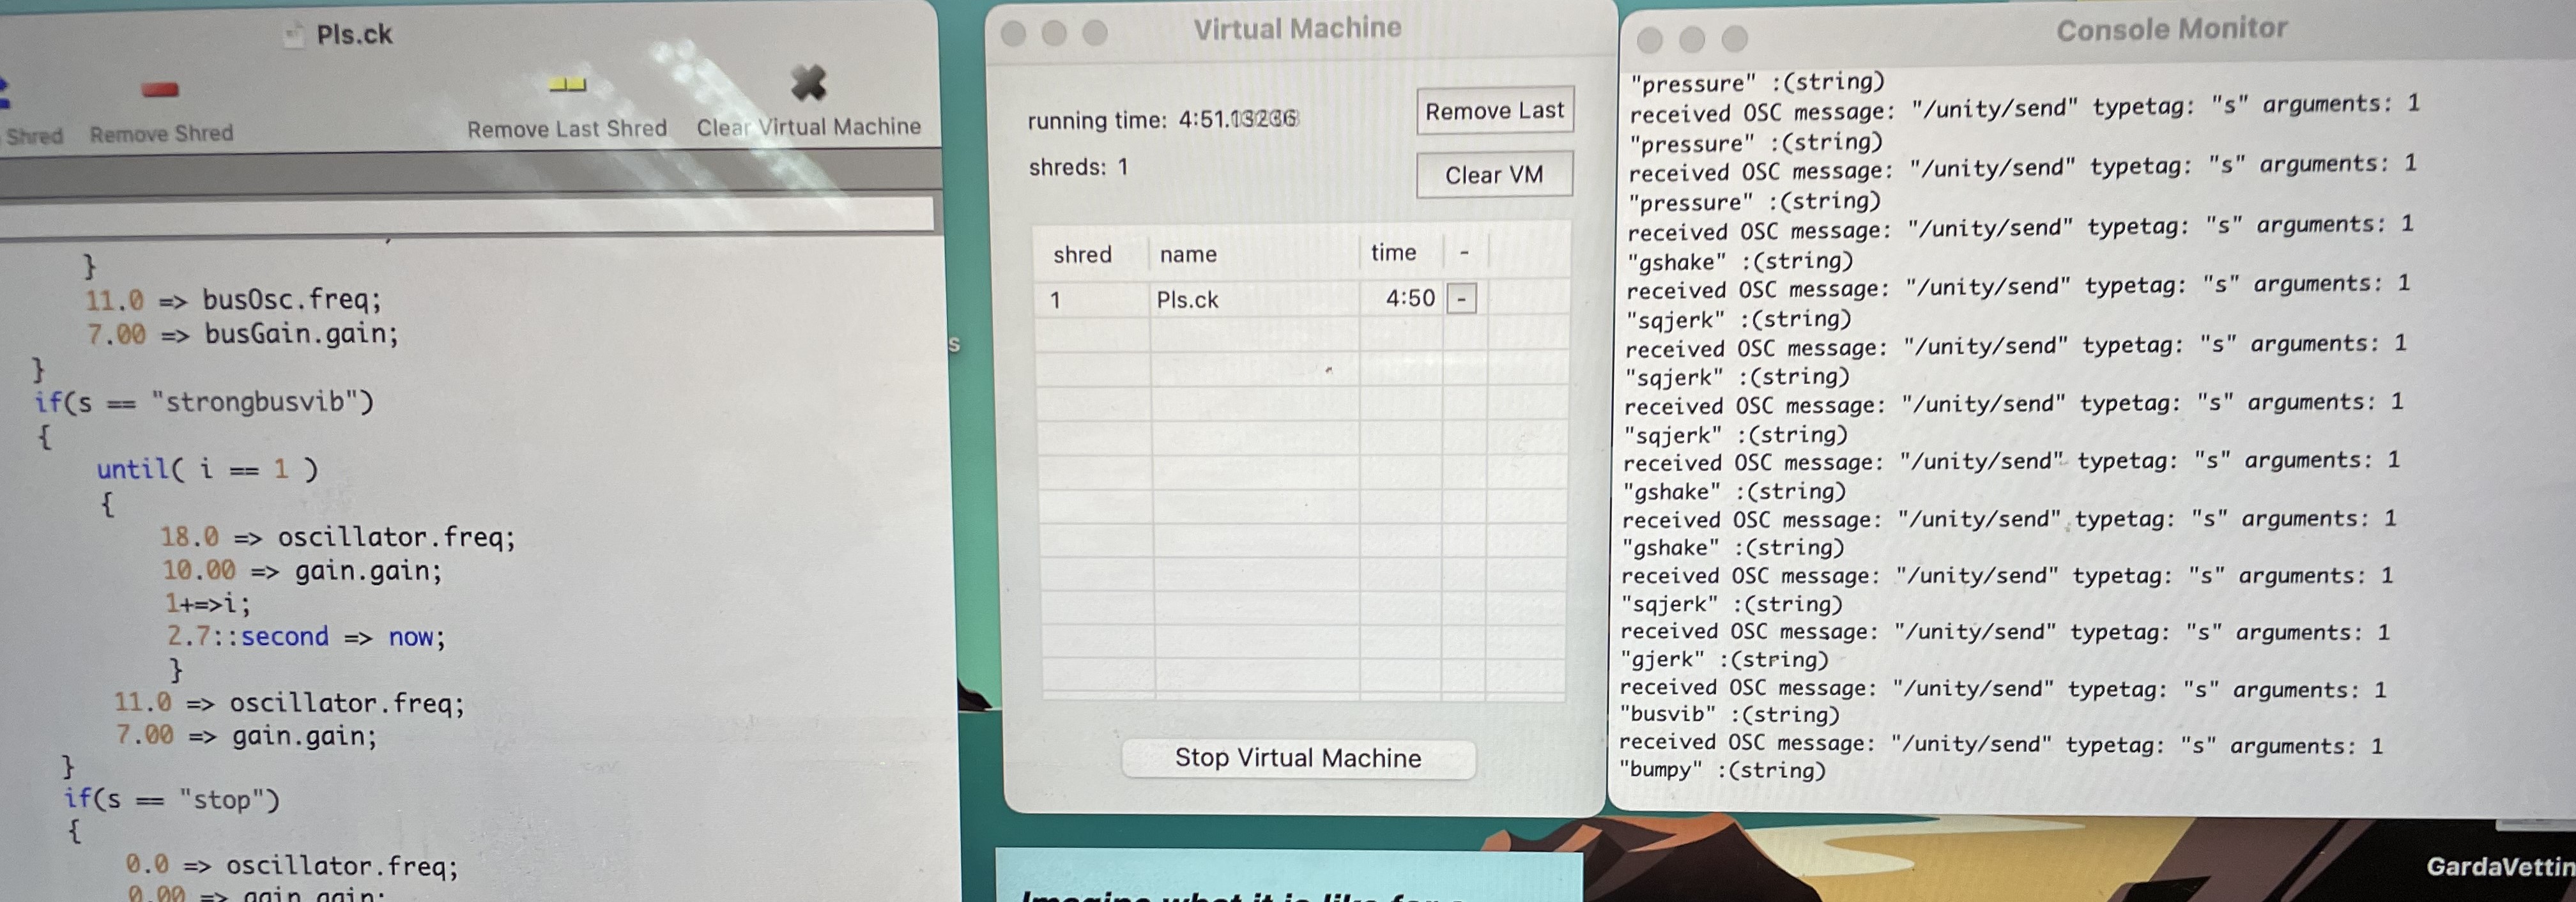 Pls.ck
Shred
Remove Shred
Remove Last Shred
Clear Virtual Machine
}
11.0 => busOsc.freq;
7.00 => busGain.gain;
}
if(s == "strongbusvib")
{
until( i == 1 )
{
18.0 => oscillator.freq;
10.00 => gain.gain;
1+=>i;
2.7::second => now;
}
11.0 => oscillator.freq;
7.00 => gain.gain;
}
if(s == "stop")
{
0.0 => oscillator.freq;
0.00 => gain.gain;
s
Virtual Machine
running time: 4:51.
Remove Last
shreds: 1
Clear VM
shred name time -
1 Pls.ck 4:50 -
Stop Virtual Machine
Imagine what it is like for a
Console Monitor
"pressure" :(string)
received OSC message: "/unity/send" typetag: "s" arguments: 1
"pressure" :(string)
received OSC message: "/unity/send" typetag: "s" arguments: 1
"pressure" :(string)
received OSC message: "/unity/send" typetag: "s" arguments: 1
"gshake" :(string)
received OSC message: "/unity/send" typetag: "s" arguments: 1
"sqjerk" :(string)
received OSC message: "/unity/send" typetag: "s" arguments: 1
"sqjerk" :(string)
received OSC message: "/unity/send" typetag: "s" arguments: 1
"sqjerk" :(string)
received OSC message: "/unity/send" typetag: "s" arguments: 1
"gshake" :(string)
received OSC message: "/unity/send" typetag: "s" arguments: 1
"gshake" :(string)
received OSC message: "/unity/send" typetag: "s" arguments: 1
"sqjerk" :(string)
received OSC message: "/unity/send" typetag: "s" arguments: 1
"gjerk" :(string)
received OSC message: "/unity/send" typetag: "s" arguments: 1
"busvib" :(string)
received OSC message: "/unity/send" typetag: "s" arguments: 1
"bumpy" :(string)
GardaVettin